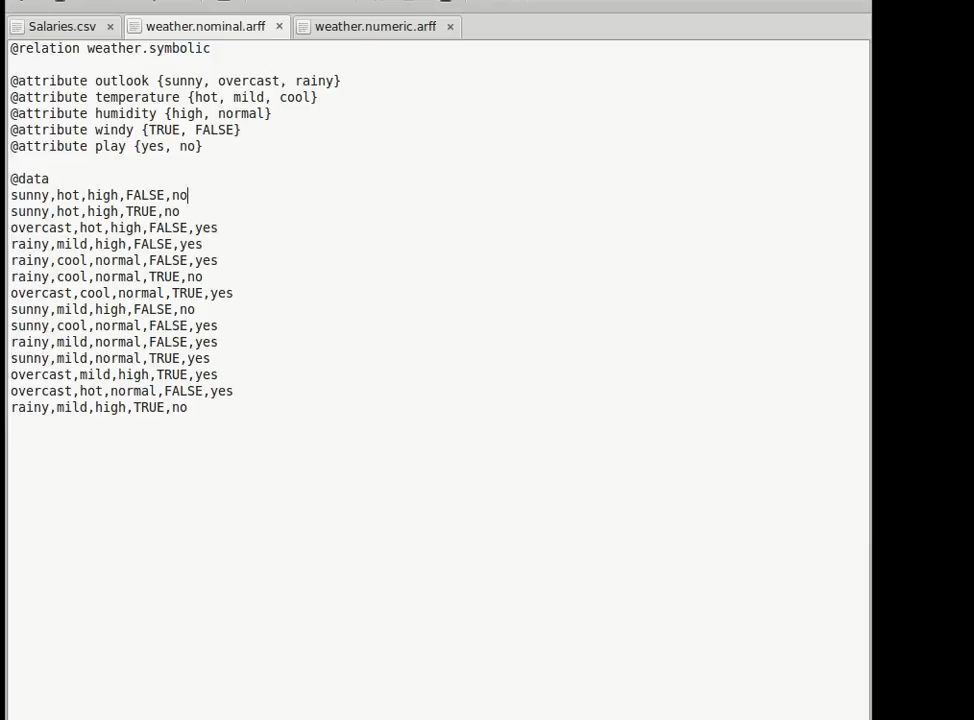 Salaries.csv × weather.nominal.arff × weather.numeric.arff ×
@relation weather.symbolic
@attribute outlook {sunny, overcast, rainy}
@attribute temperature {hot, mild, cool}
@attribute humidity {high, normal}
@attribute windy {TRUE, FALSE}
@attribute play {yes, no}
@data
sunny,hot,high,FALSE,no
sunny,hot,high,TRUE,no
overcast,hot,high,FALSE,yes
rainy,mild,high,FALSE,yes
rainy,cool,normal,FALSE,yes
rainy,cool,normal,TRUE,no
overcast,cool,normal,TRUE,yes
sunny,mild,high,FALSE,no
sunny,cool,normal,FALSE,yes
rainy,mild,normal,FALSE,yes
sunny,mild,normal,TRUE,yes
overcast,mild,high,TRUE,yes
overcast,hot,normal,FALSE,yes
rainy,mild,high,TRUE,no